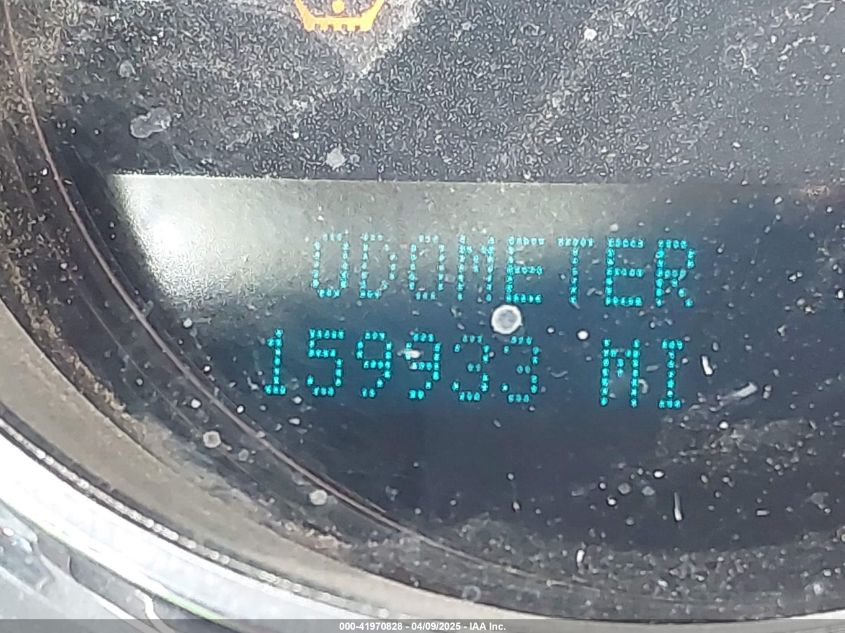 ODOMETER
159933 MI
000-41970828 - 04/09/2025 - IAA Inc.